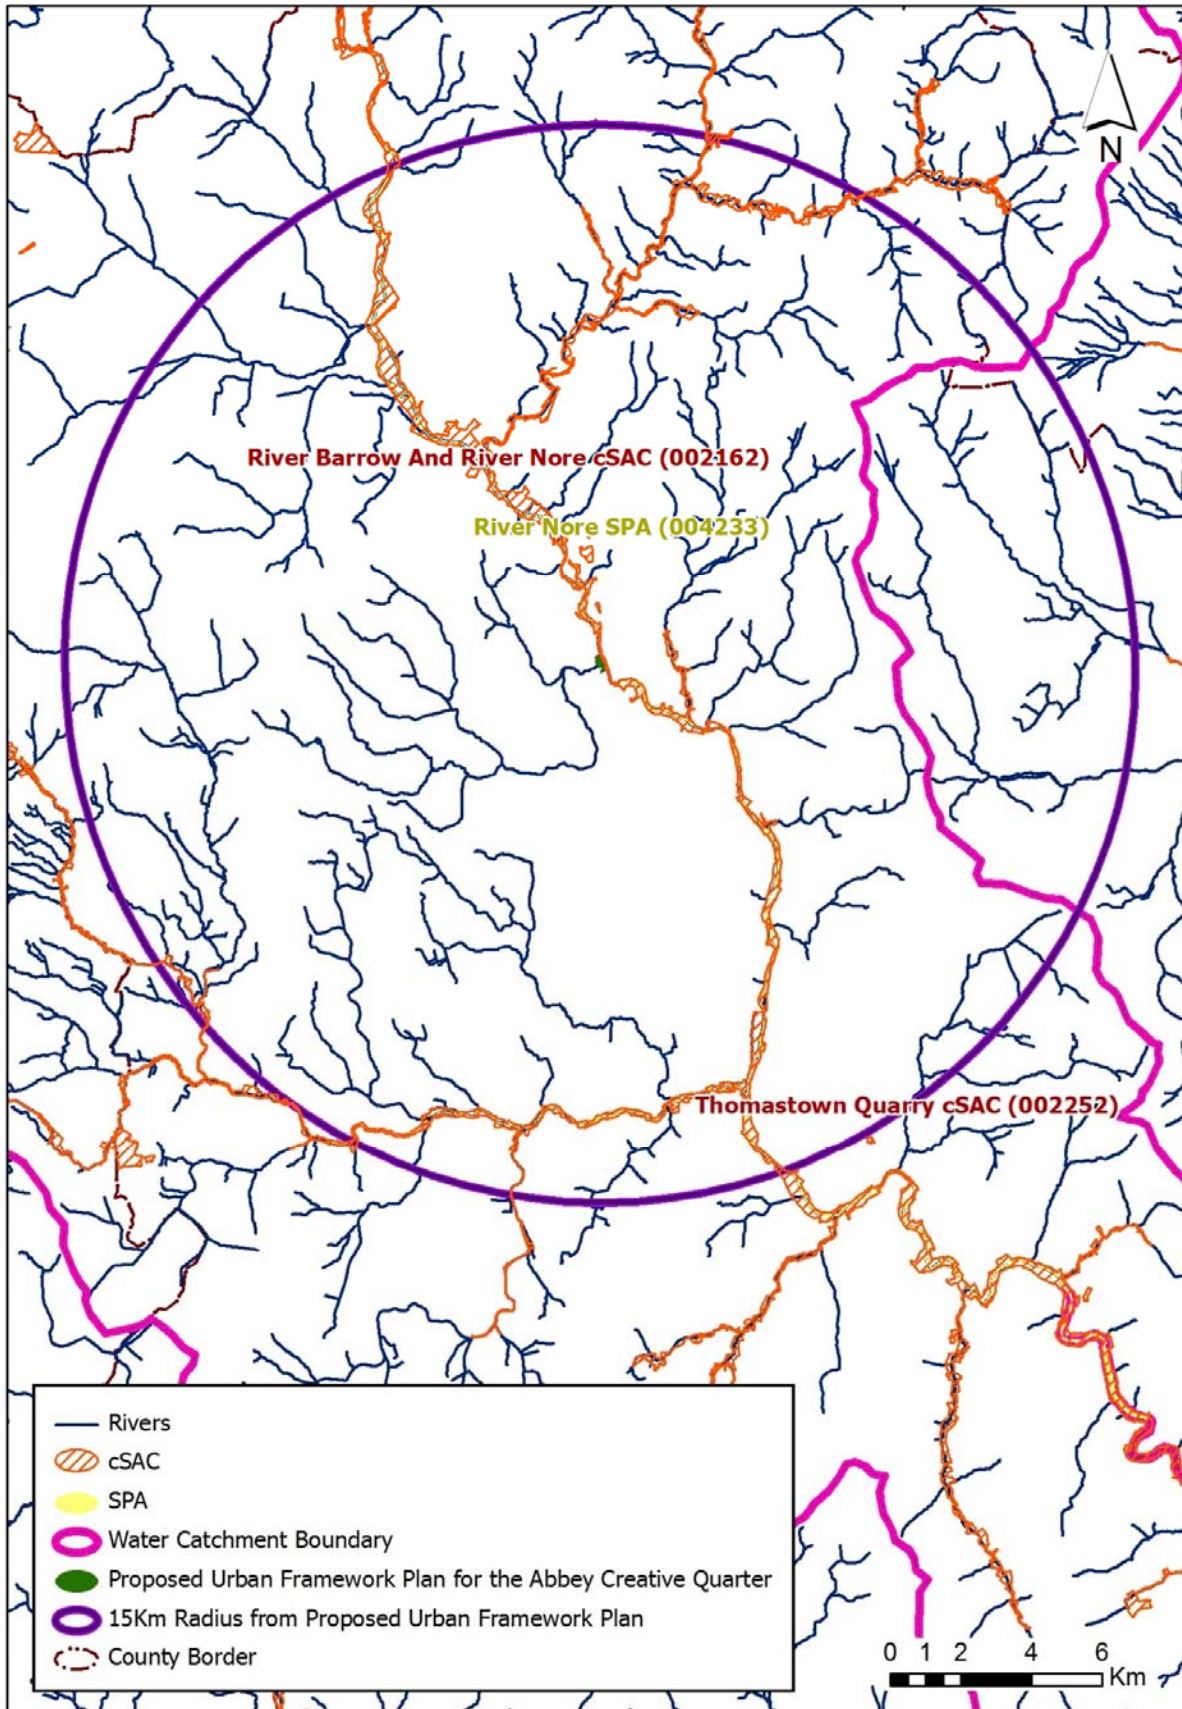 N
River Barrow And River Nore cSAC (002162)
River Nore SPA (004233)
Thomastown Quarry cSAC (002252)
Rivers
cSAC
SPA
Water Catchment Boundary
Proposed Urban Framework Plan for the Abbey Creative Quarter
15Km Radius from Proposed Urban Framework Plan
County Border
0 1 2 4 6
Km